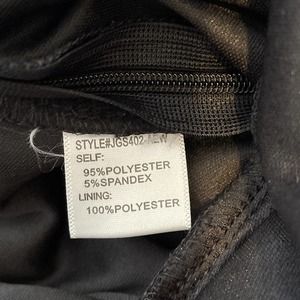 STYLE#JGS402-NEW
SELF:
95%POLYESTER
5%SPANDEX
LINING:
100%POLYESTER